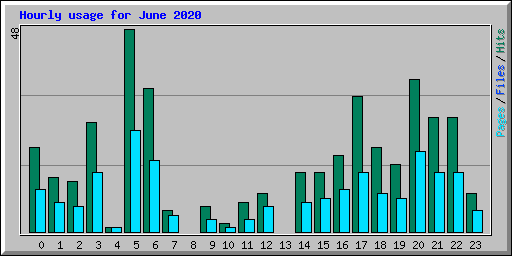 Hourly usage for June 2020
48
Pages / Files / Hits
0 1 2 3 4 5 6 7 8 9 10 11 12 13 14 15 16 17 18 19 20 21 22 23